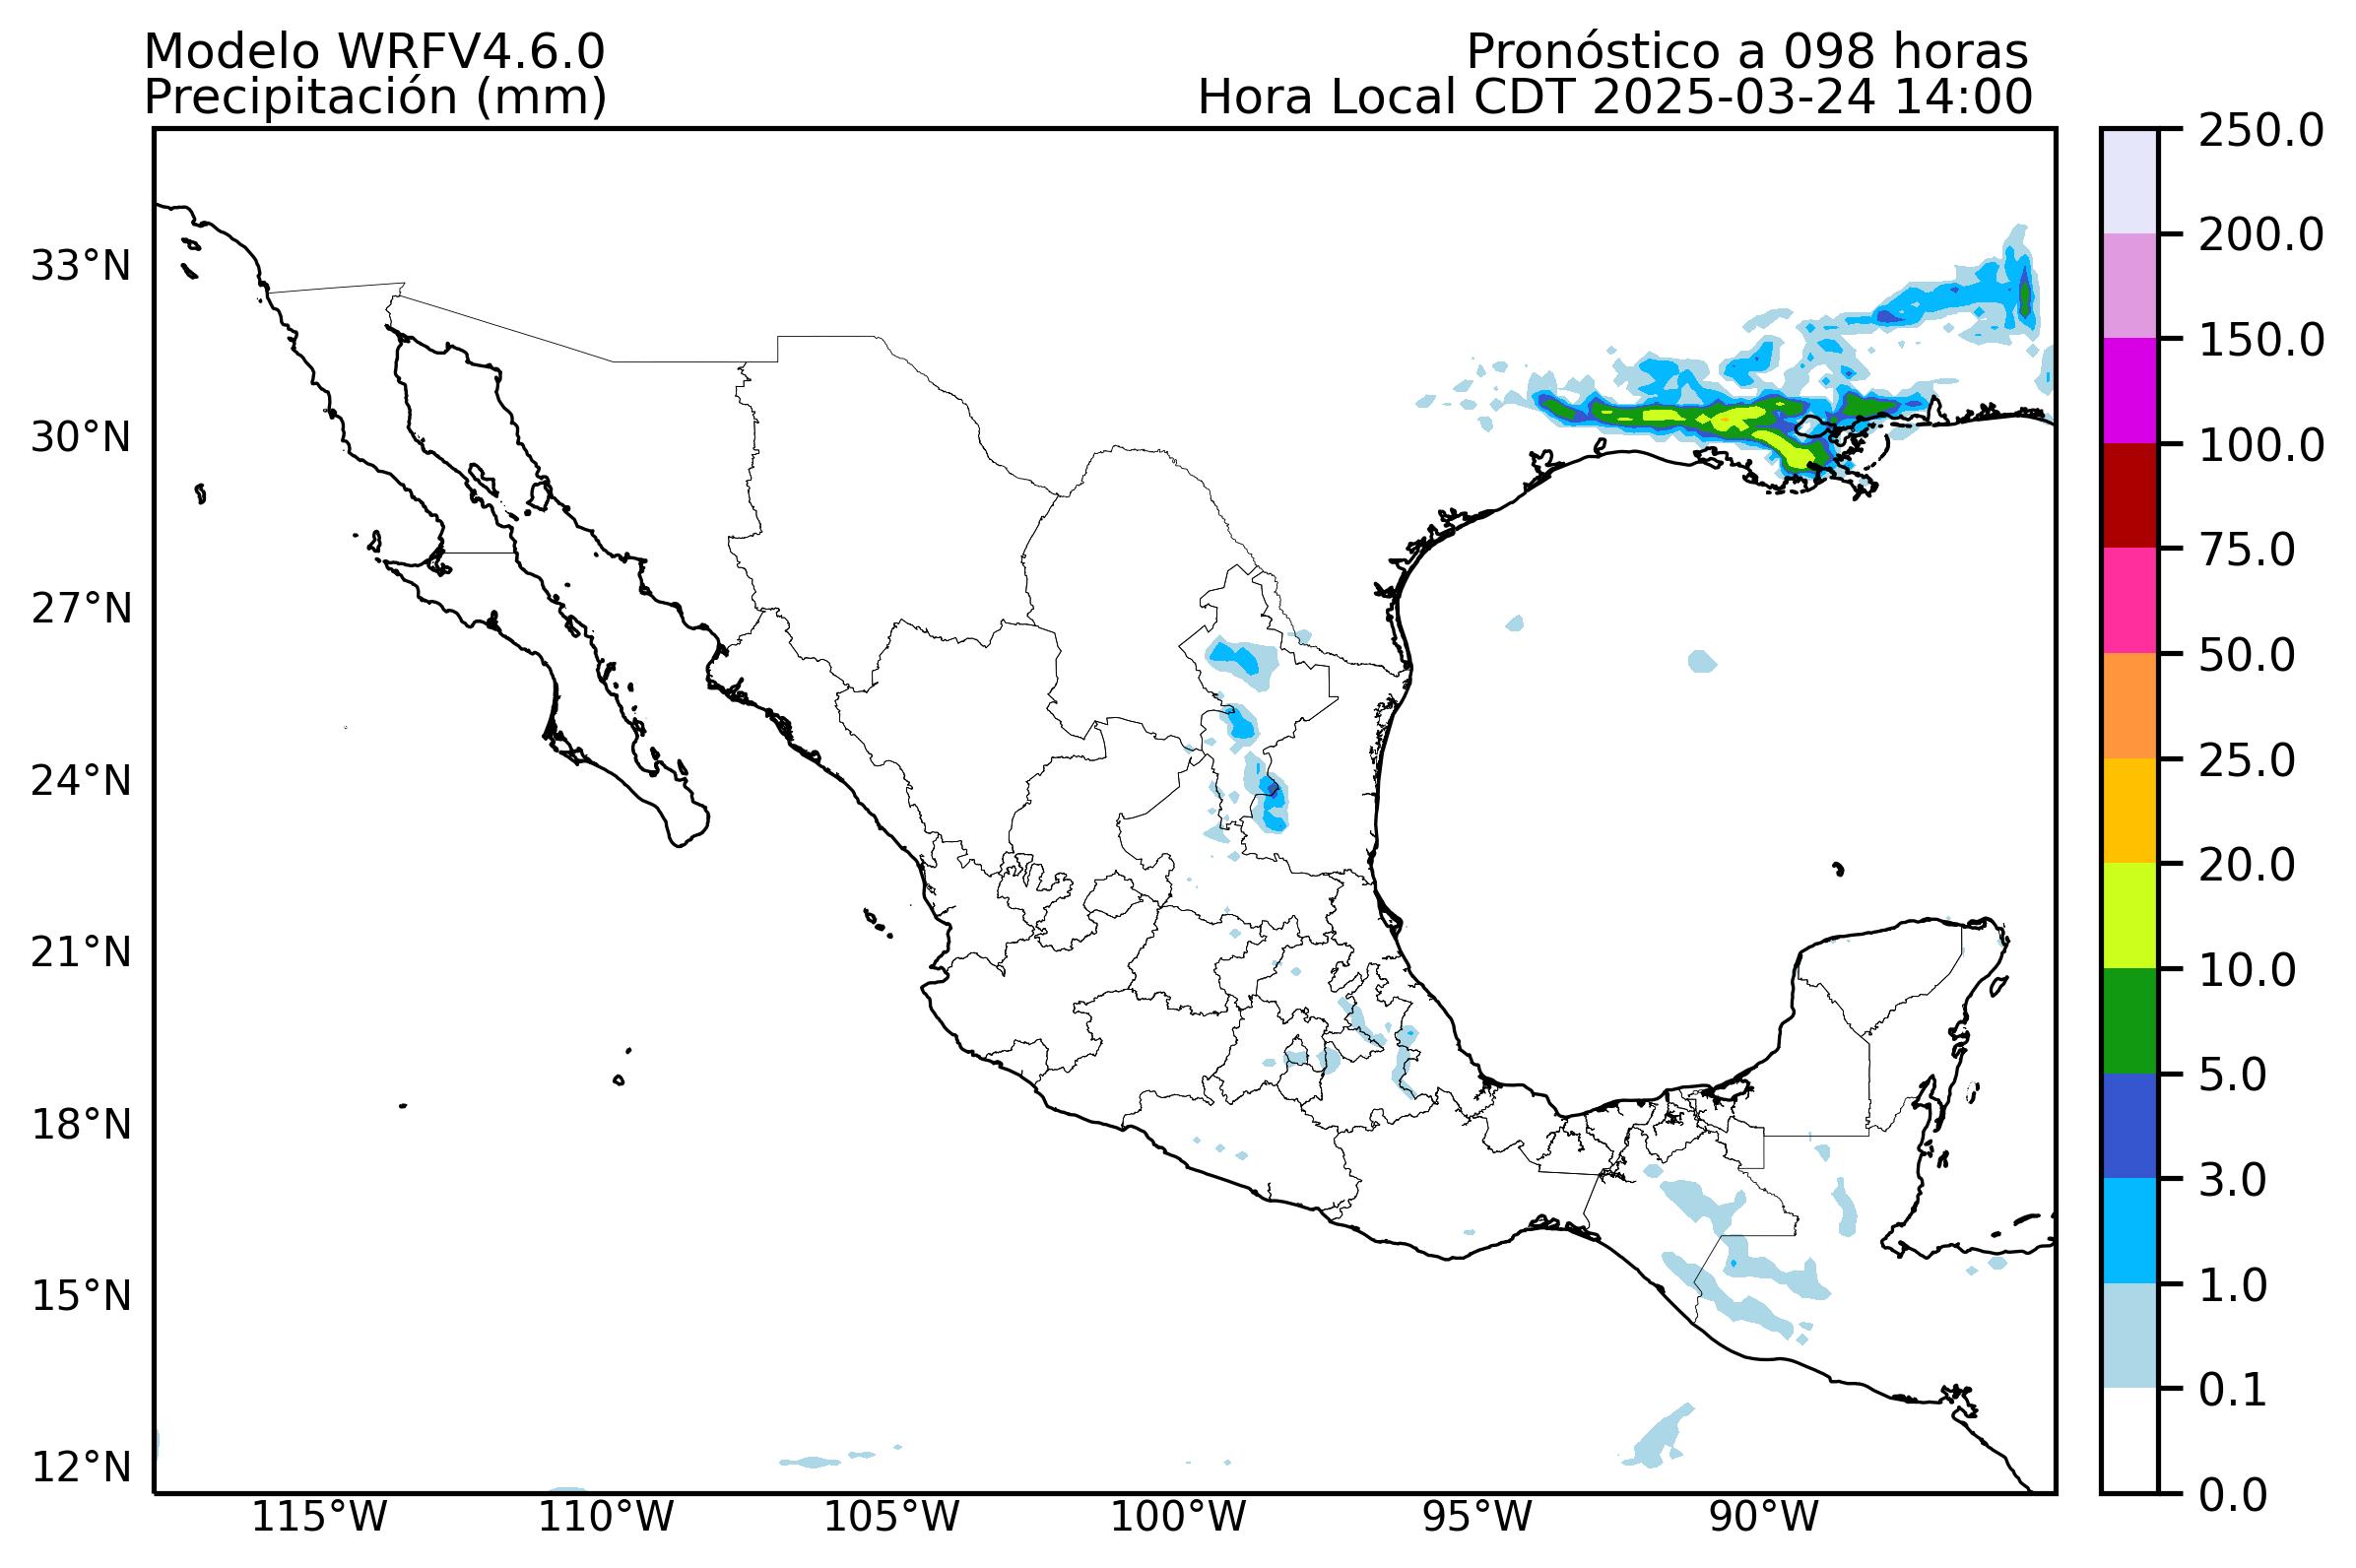 Modelo WRFV4.6.0
Pronóstico a 098 horas
Precipitación (mm)
Hora Local CDT 2025-03-24 14:00
250.0
200.0
150.0
100.0
75.0
50.0
25.0
20.0
10.0
5.0
3.0
1.0
0.1
0.0
33°N
30°N
27°N
24°N
21°N
18°N
15°N
12°N
115°W
110°W
105°W
100°W
95°W
90°W